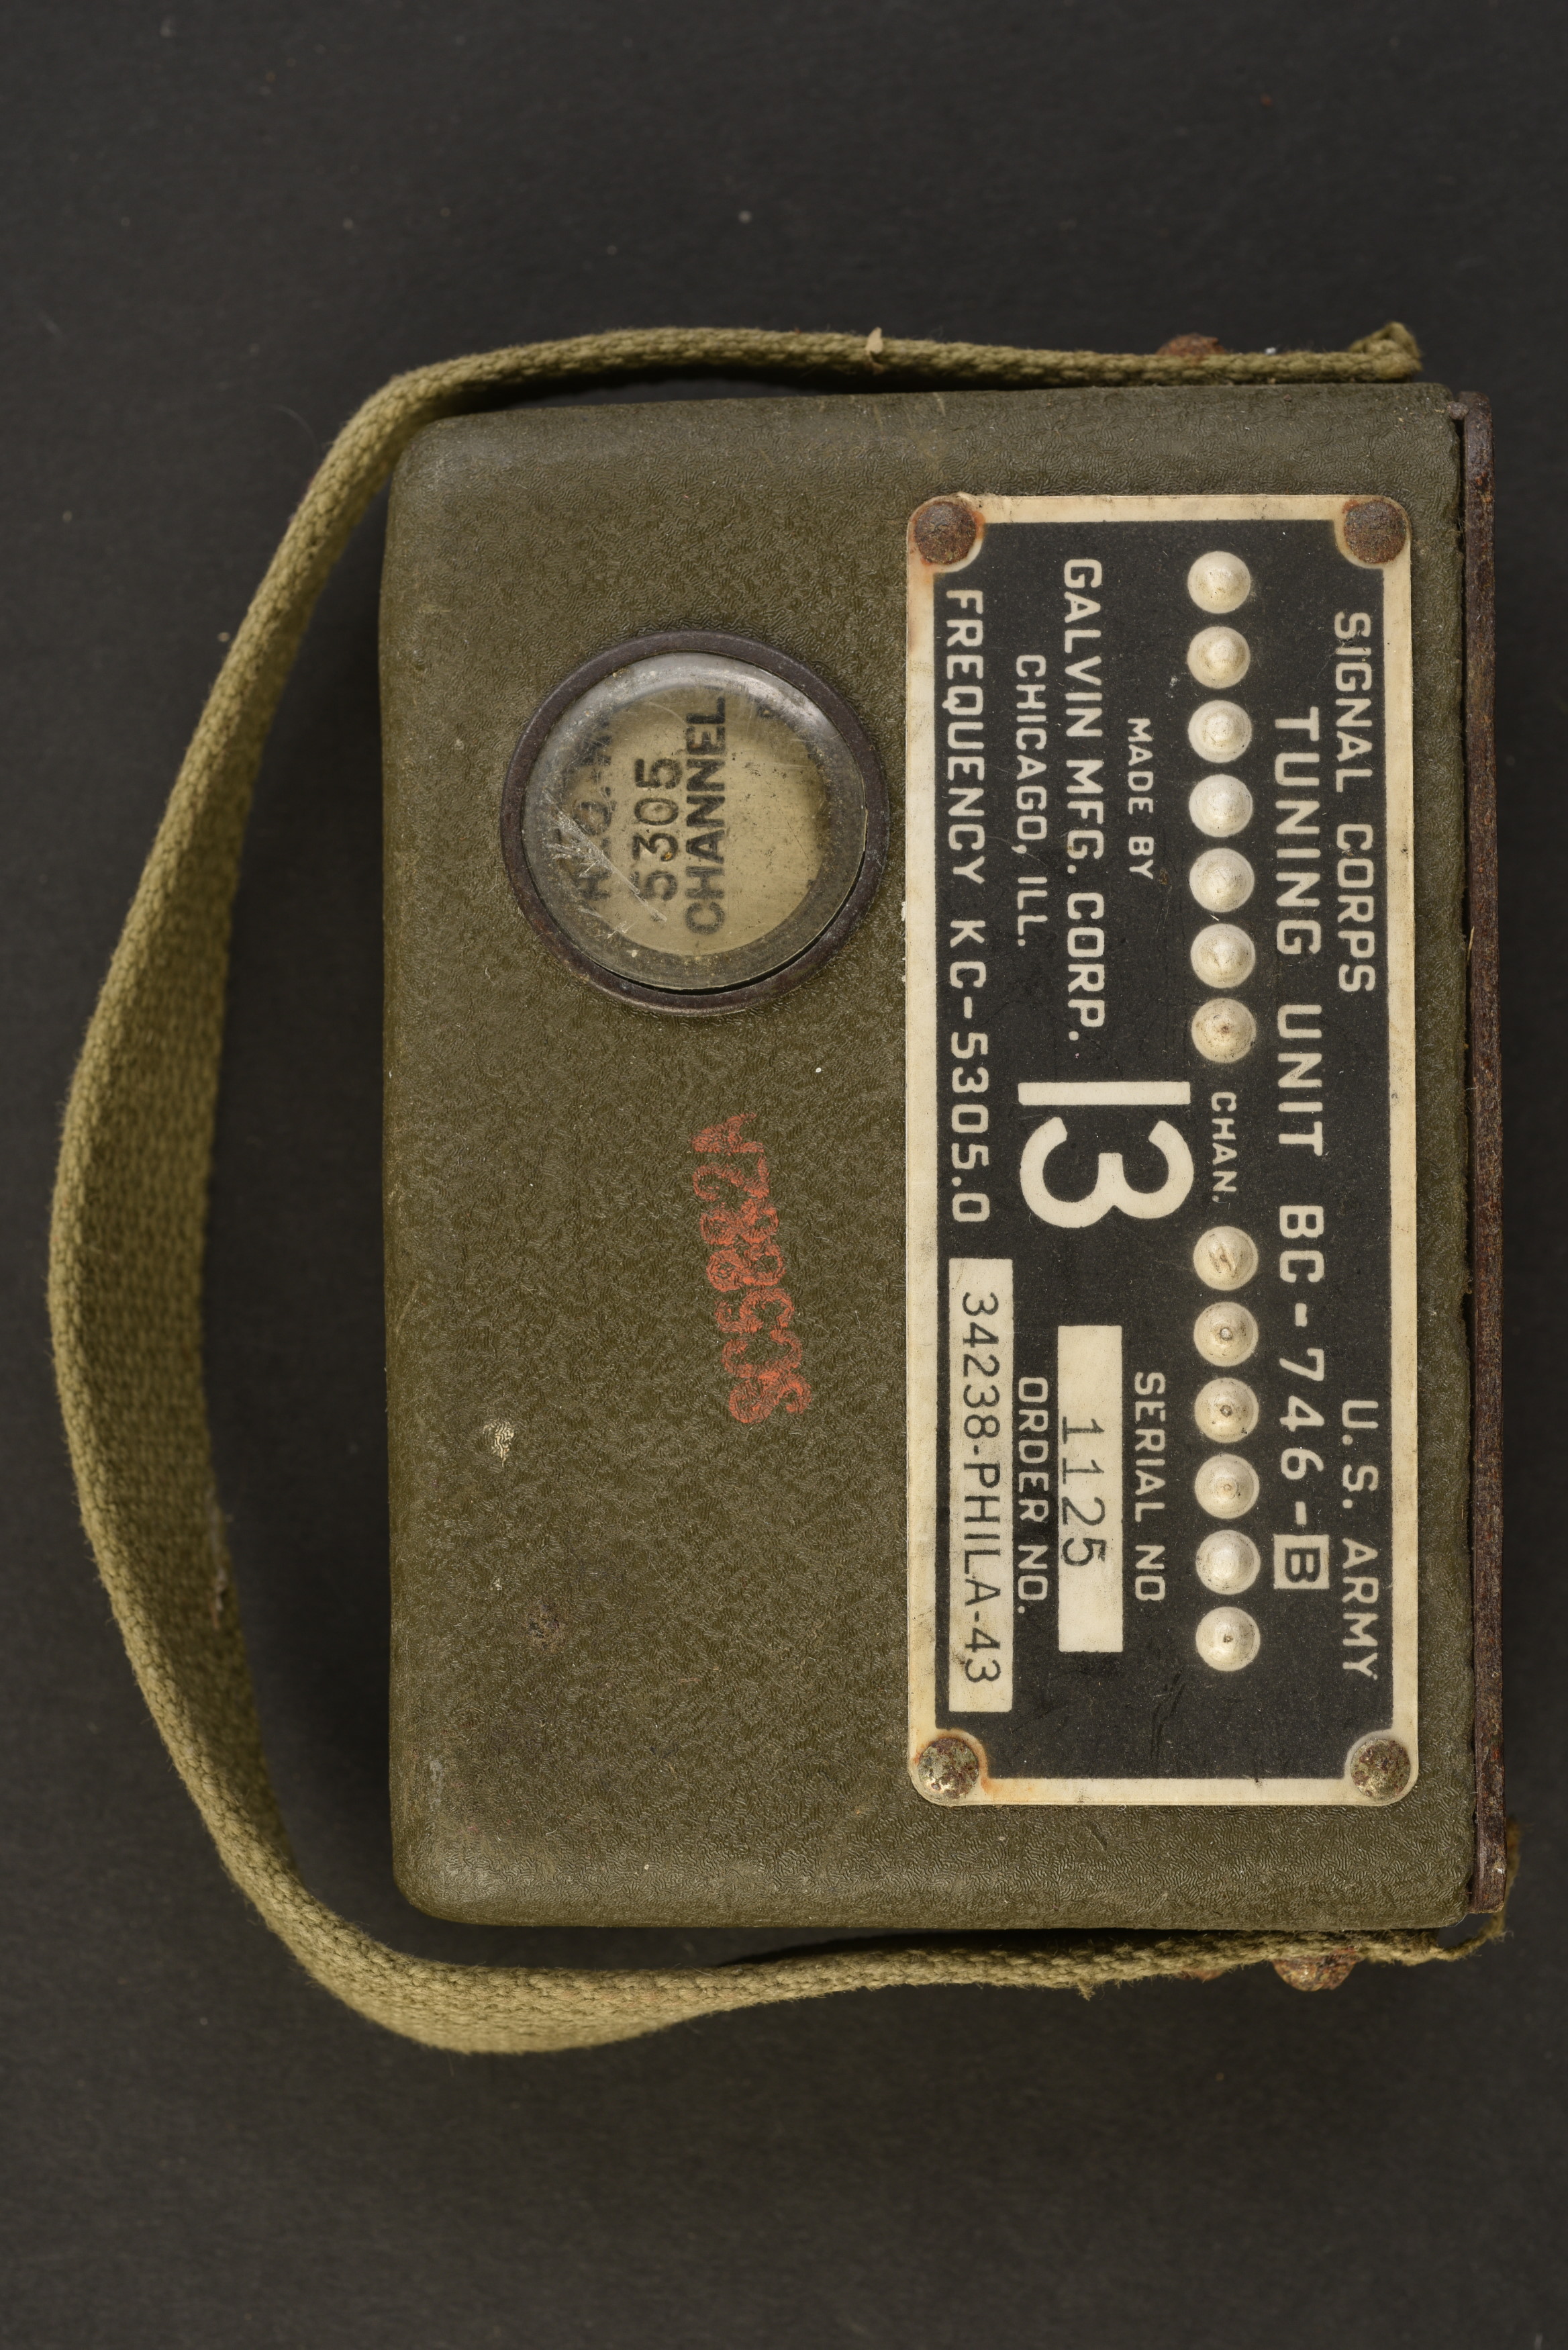 SIGNAL CORPS U. S. ARMY
TUNING UNIT BC-746-B
CHAN.
13
MADE BY
GALVIN MFG. CORP.
CHICAGO, ILL.
FREQUENCY KC-5305.0
SERIAL NO
1125
ORDER NO.
34238-PHILA-43
5305
CHANNEL
SC5882A